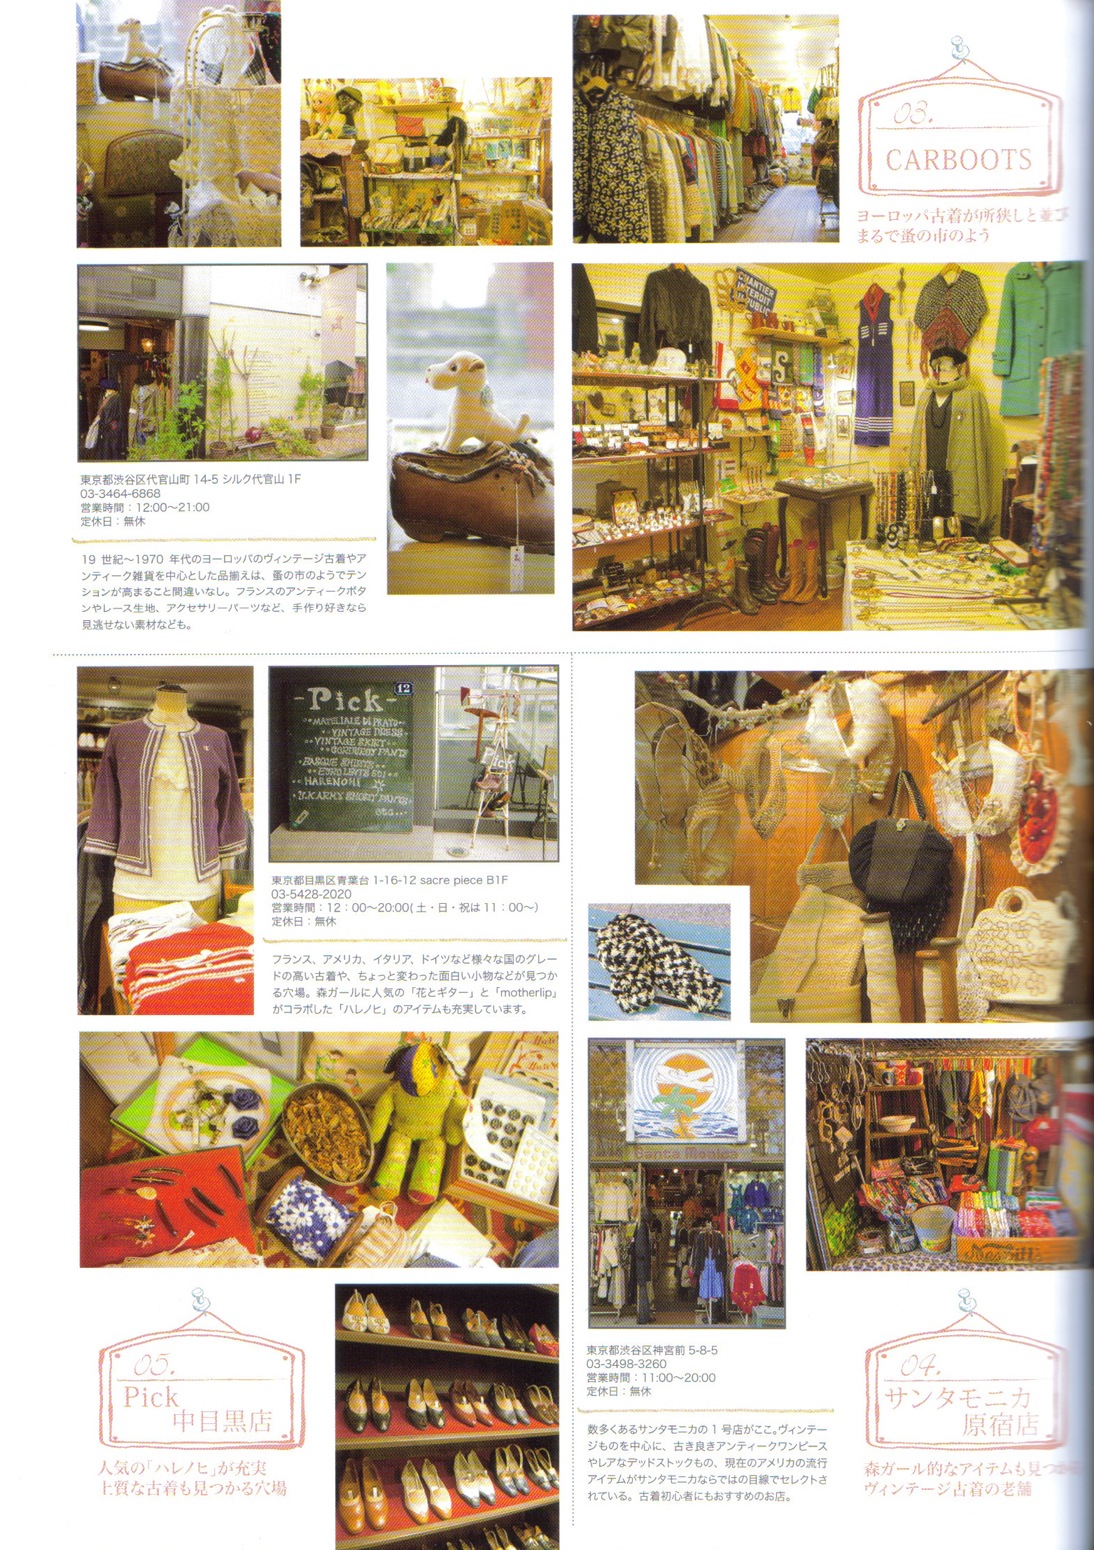 03.
CARBOOTS
ヨーロッパ古着が所狭しと並ぶ
まるで蚤の市のよう
CHANTIER
INTERDIT
PUBLIC
東京都渋谷区代官山町 14-5 シルク代官山 1F
03-3464-6868
営業時間：12:00〜21:00
定休日：無休
19 世紀〜1970 年代のヨーロッパのヴィンテージ古着やア
ンティーク雑貨を中心とした品揃えは、蚤の市のようでテン
ションが高まること間違いなし。フランスのアンティークボタ
ンやレース生地、アクセサリーパーツなど、手作り好きなら
見逃せない素材なども。
-Pick-
12
MATELIALE Di PRATO
VINTAGE DRESS
VINTAGE SKIRT
CORDUROY PANTS
BASQUE SHIRTS
EURO LEVI'S 501
HARENOHI
U.K ARMY SHORT PANTS
etc...
Pick
東京都目黒区青葉台 1-16-12 sacre piece B1F
03-5428-2020
営業時間：12：00〜20:00( 土・日・祝は 11：00〜）
定休日：無休
フランス、アメリカ、イタリア、ドイツなど様々な国のグレー
ドの高い古着や、ちょっと変わった面白い小物などが見つか
る穴場。森ガールに人気の「花とギター」と「motherlip」
がコラボした「ハレノヒ」のアイテムも充実しています。
05.
Pick
中目黒店
人気の「ハレノヒ」が充実
上質な古着も見つかる穴場
Santa Monica
東京都渋谷区神宮前 5-8-5
03-3498-3260
営業時間：11:00〜20:00
定休日：無休
数多くあるサンタモニカの 1 号店がここ。ヴィンテー
ジものを中心に、古き良きアンティークワンピース
やレアなデッドストックもの、現在のアメリカの流行
アイテムがサンタモニカならではの目線でセレクトさ
れている。古着初心者にもおすすめのお店。
04.
サンタモニカ
原宿店
森ガール的なアイテムも見つかる
ヴィンテージ古着の老舗